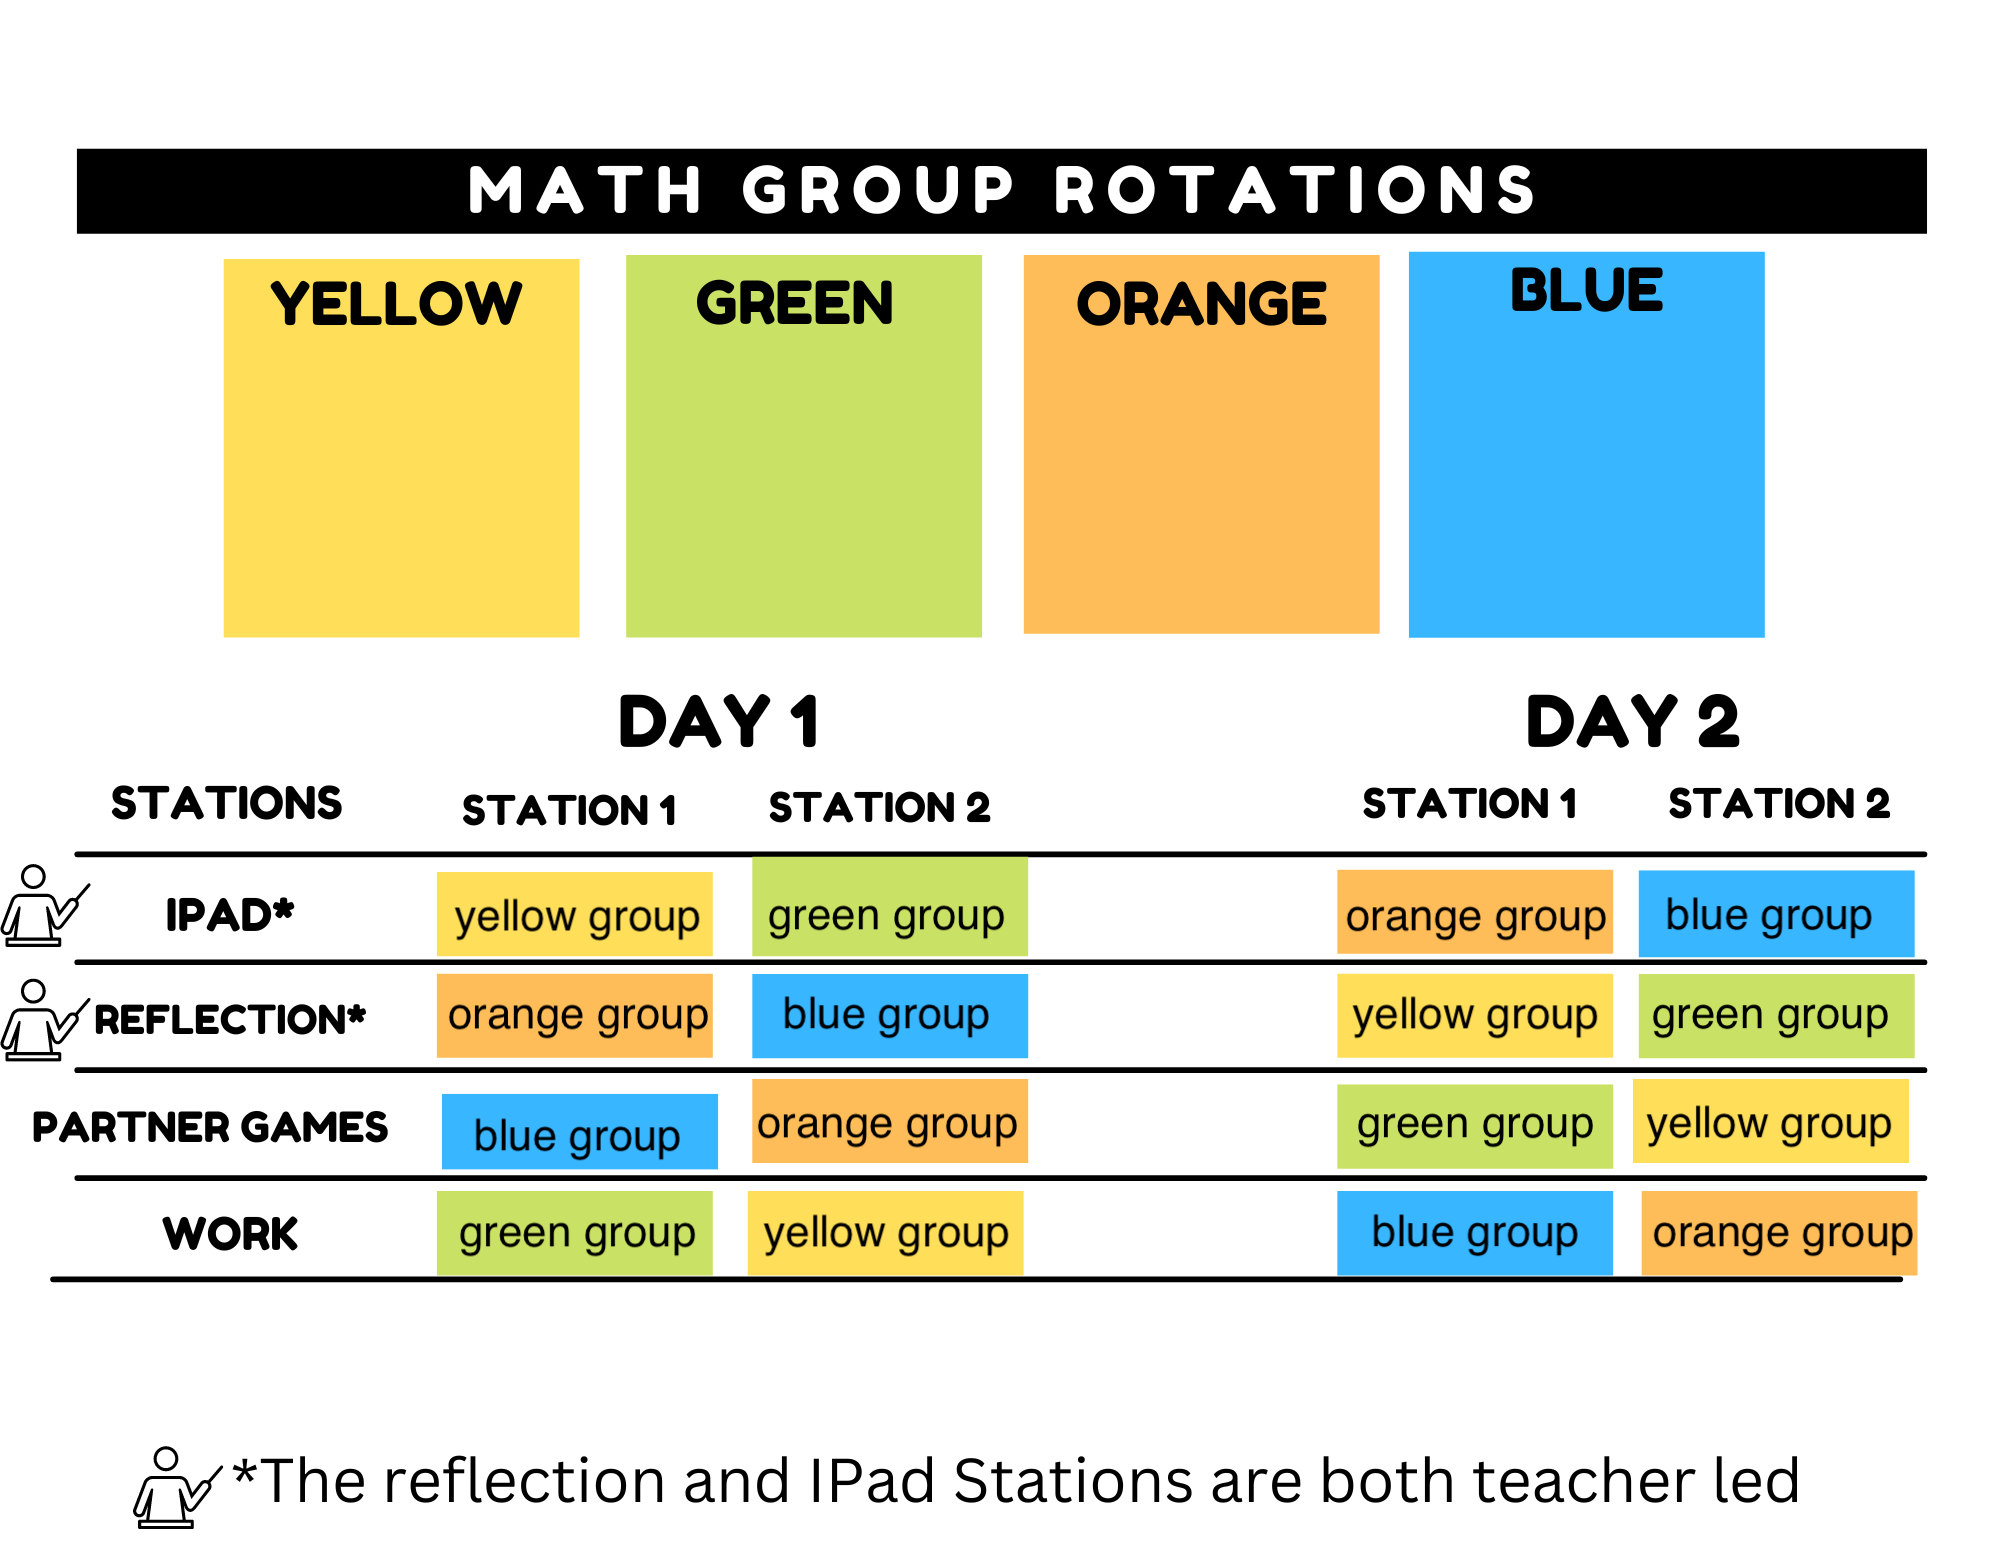 MATH GROUP ROTATIONS
YELLOW GREEN ORANGE BLUE
DAY 1 DAY 2
STATIONS STATION 1 STATION 2 STATION 1 STATION 2
IPAD* yellow group green group orange group blue group
REFLECTION* orange group blue group yellow group green group
PARTNER GAMES blue group orange group green group yellow group
WORK green group yellow group blue group orange group
*The reflection and IPad Stations are both teacher led